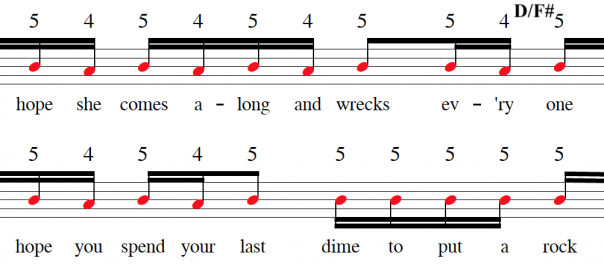 D/F#
5 4 5 4 5 4 5 5 4 5
hope she comes a - long and wrecks ev - 'ry one
5 4 5 4 5 5 5 5 5 5
hope you spend your last dime to put a rock